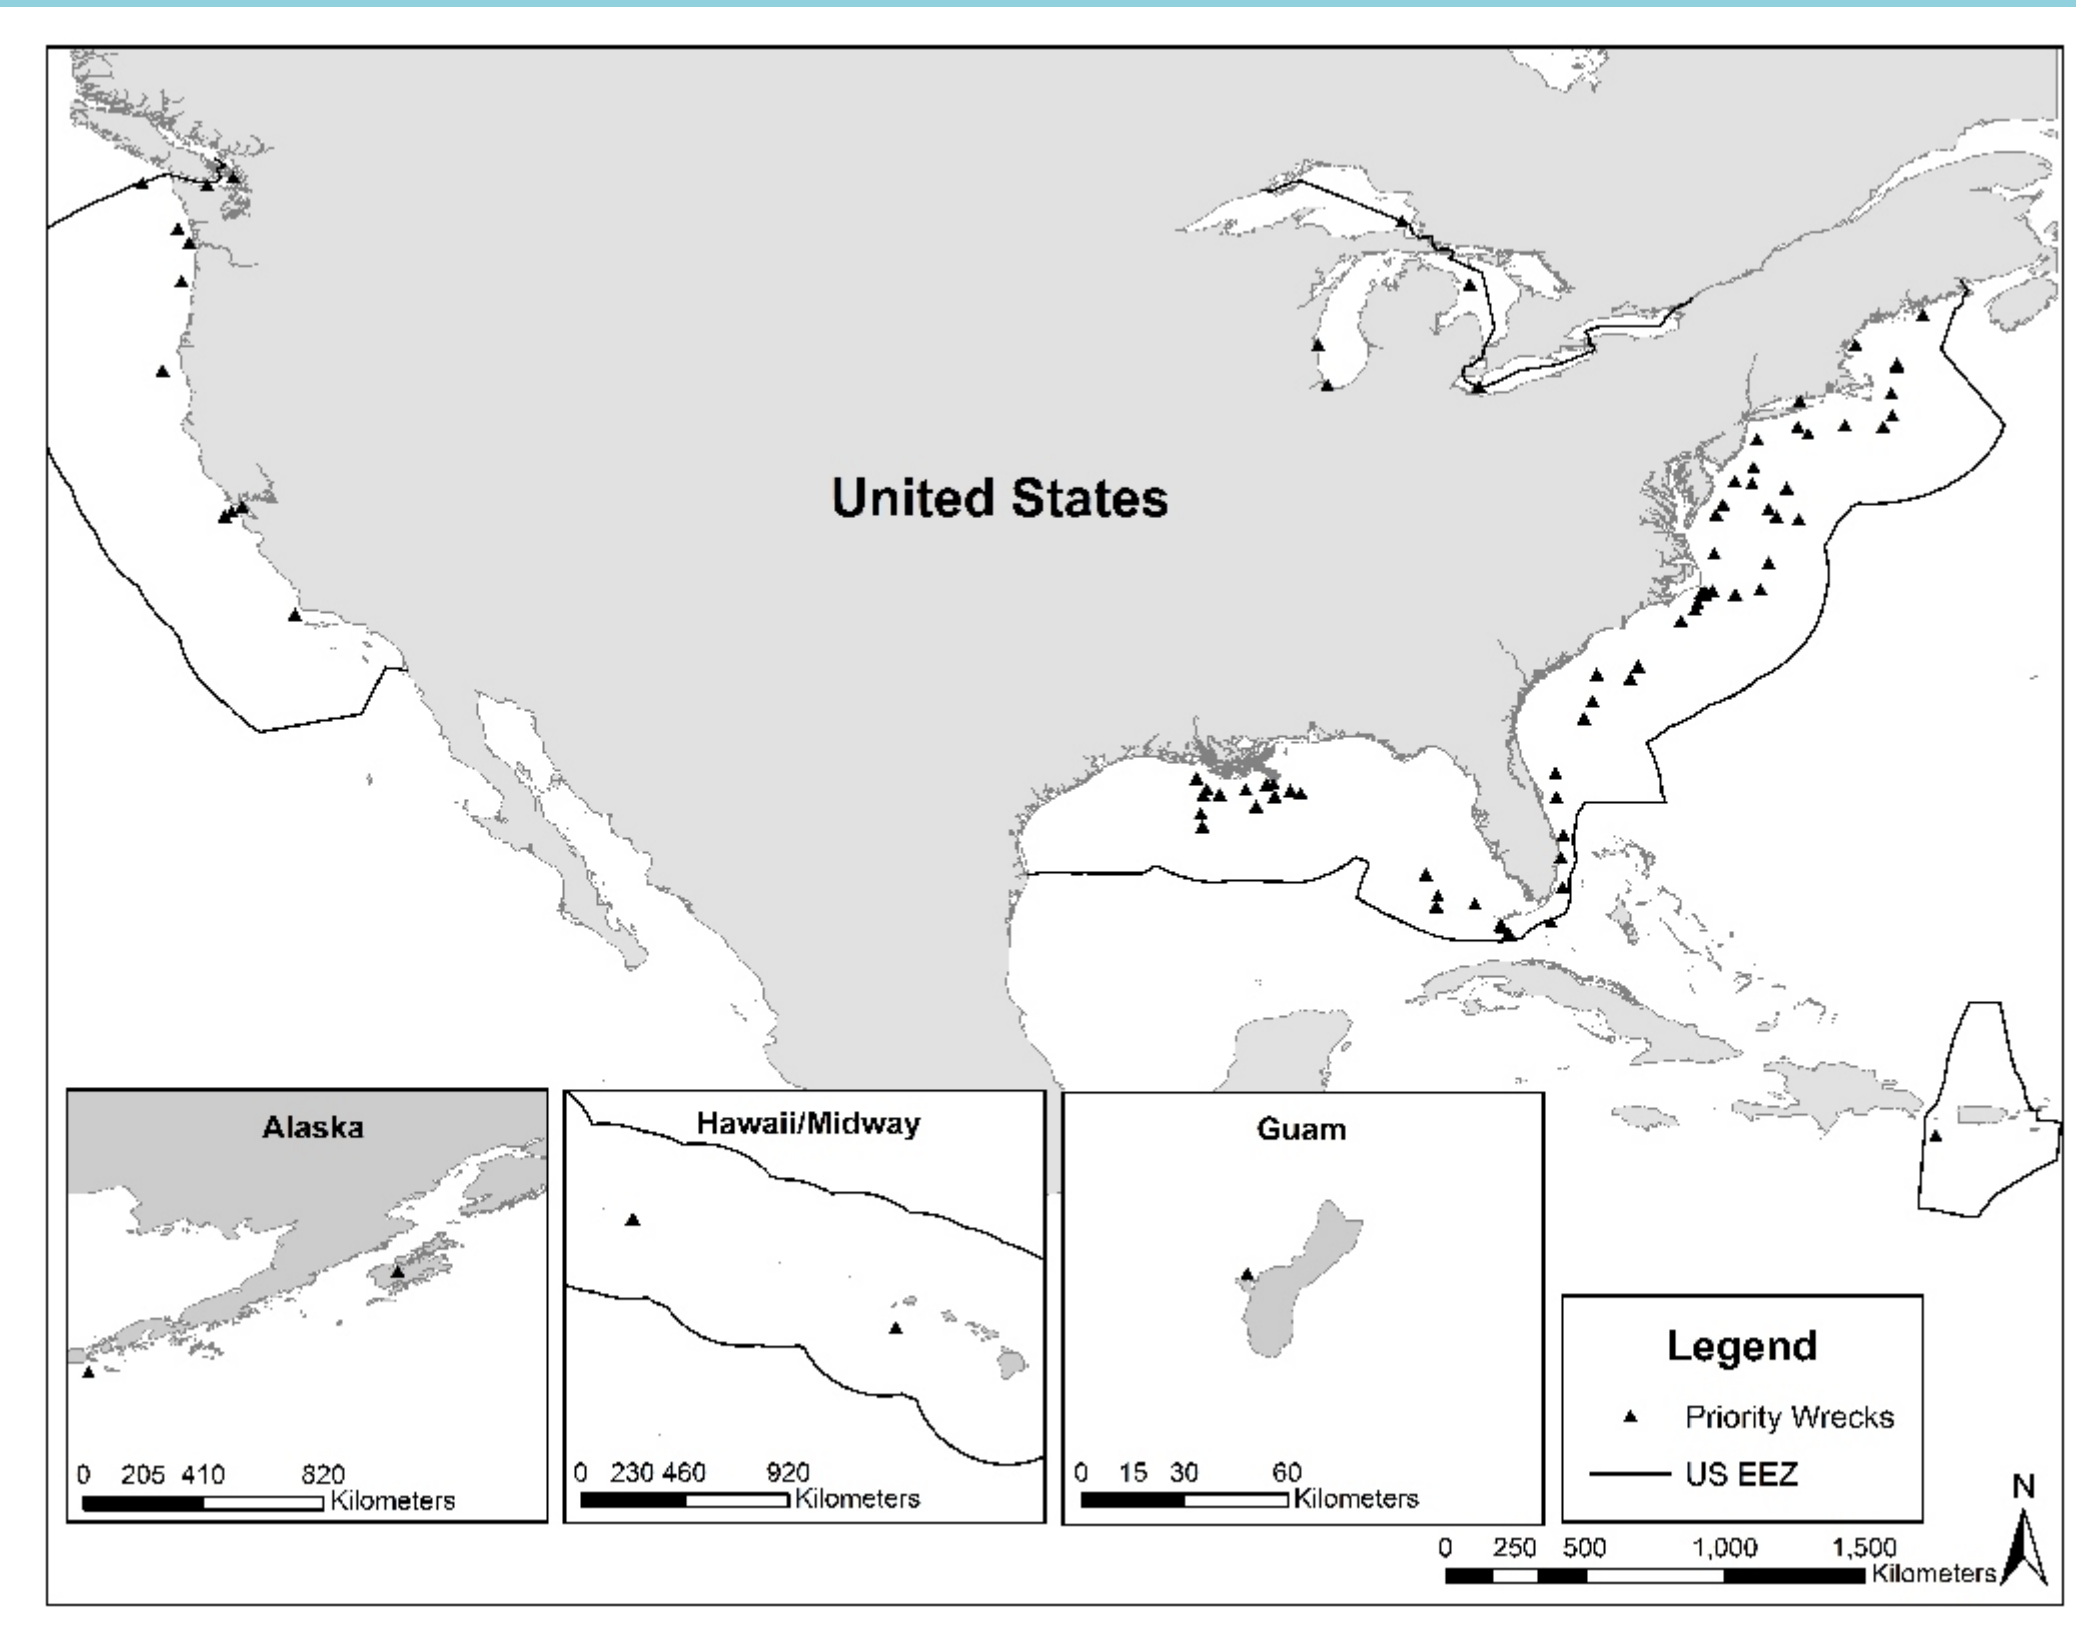 United States
Alaska
0 205 410 820
Kilometers
Hawaii/Midway
0 230 460 920
Kilometers
Guam
0 15 30 60
Kilometers
Legend
Priority Wrecks
US EEZ
N
0 250 500 1,000 1,500
Kilometers